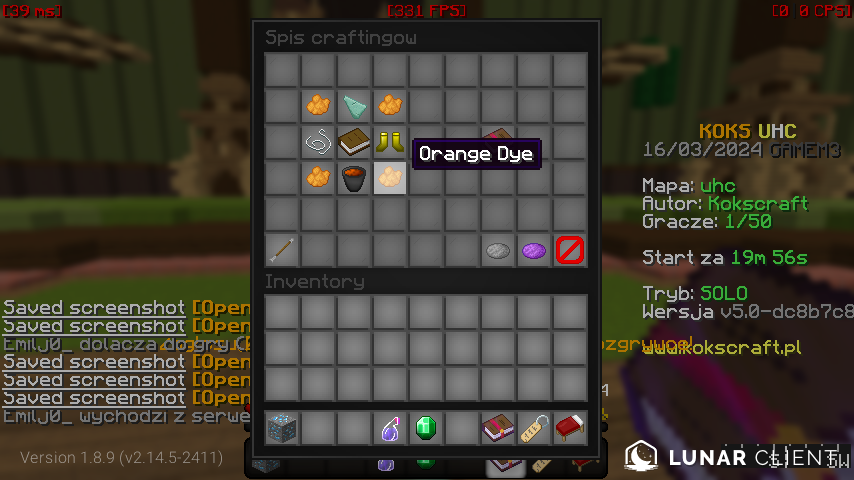 [39 ms]
[331 FPS]
[0 | 0 CPS]
Spis craftingow
Orange Dye
KOKS UHC
16/03/2024 GAMEM3
Mapa: uhc
Autor: Kokscraft
Gracze: 1/50
Start za 19m 56s
Tryb: SOLO
Wersja v5.0-dc8b7c8
www.kokscraft.pl
Inventory
Saved screenshot [Open
Saved screenshot [Open
EmilJ0_ dolacza do gry
Saved screenshot [Open
Saved screenshot [Open
Saved screenshot [Open
EmilJ0_ wychodzi z serwe
Version 1.8.9 (v2.14.5-2411)
LUNAR CLIENT